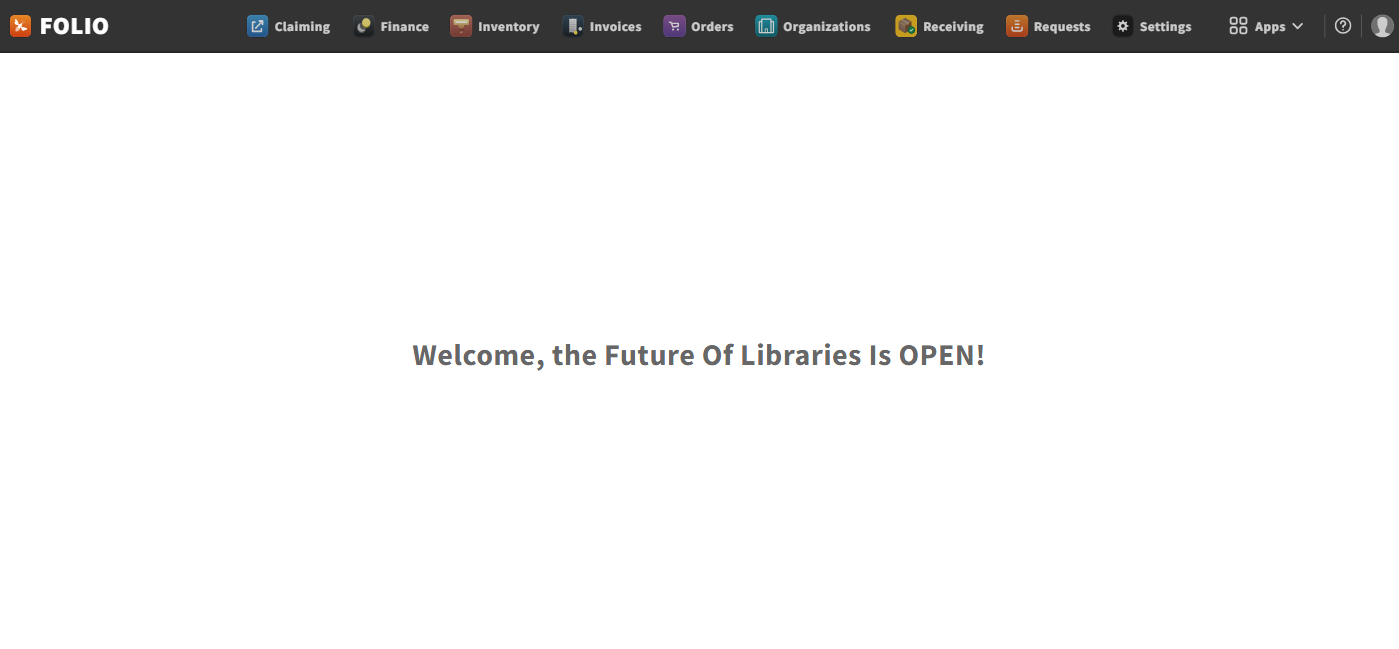 FOLIO Claiming Finance Inventory Invoices Orders Organizations Receiving Requests Settings Apps
Welcome, the Future Of Libraries Is OPEN!